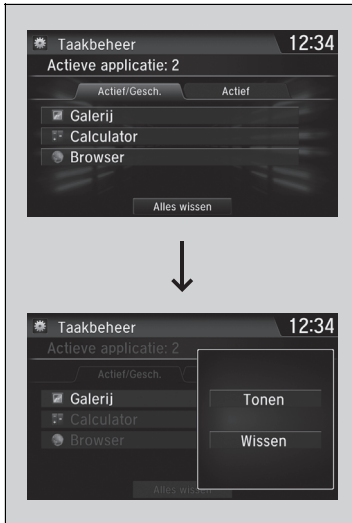 Taakbeheer 12:34
Actieve applicatie: 2
Actief/Gesch. Actief
Galerij
Calculator
Browser
Alles wissen
Taakbeheer 12:34
Actieve applicatie: 2
Actief/Gesch.
Galerij
Tonen
Calculator
Browser
Wissen
Alles wissen